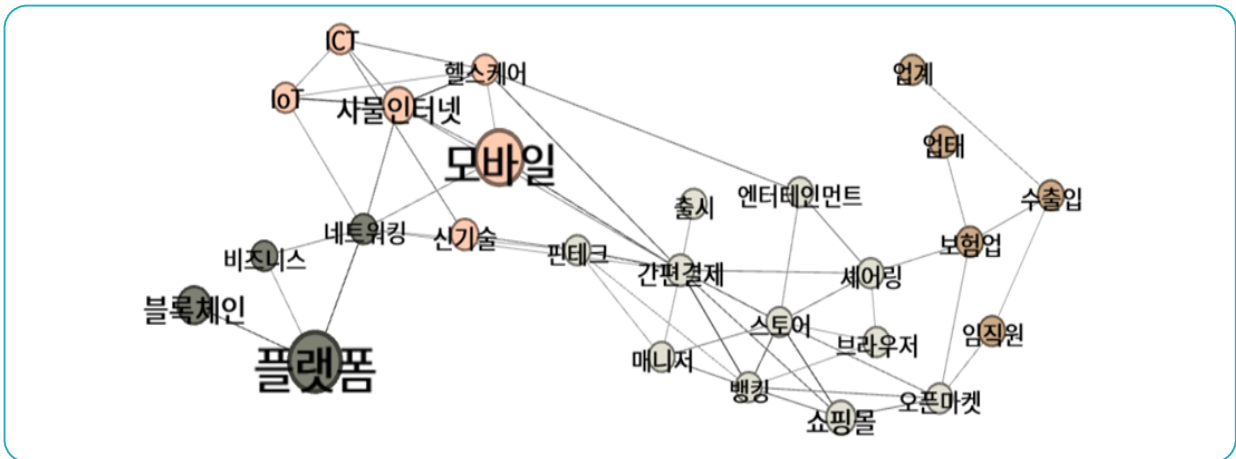 ICT
헬스케어
업계
IoT
사물인터넷
업태
모바일
엔터테인먼트
수출입
출시
네트워킹
신기술
보험업
비즈니스
핀테크
간편결제
셰어링
블록체인
스토어
임직원
브라우저
매니저
플랫폼
뱅킹
오픈마켓
쇼핑몰